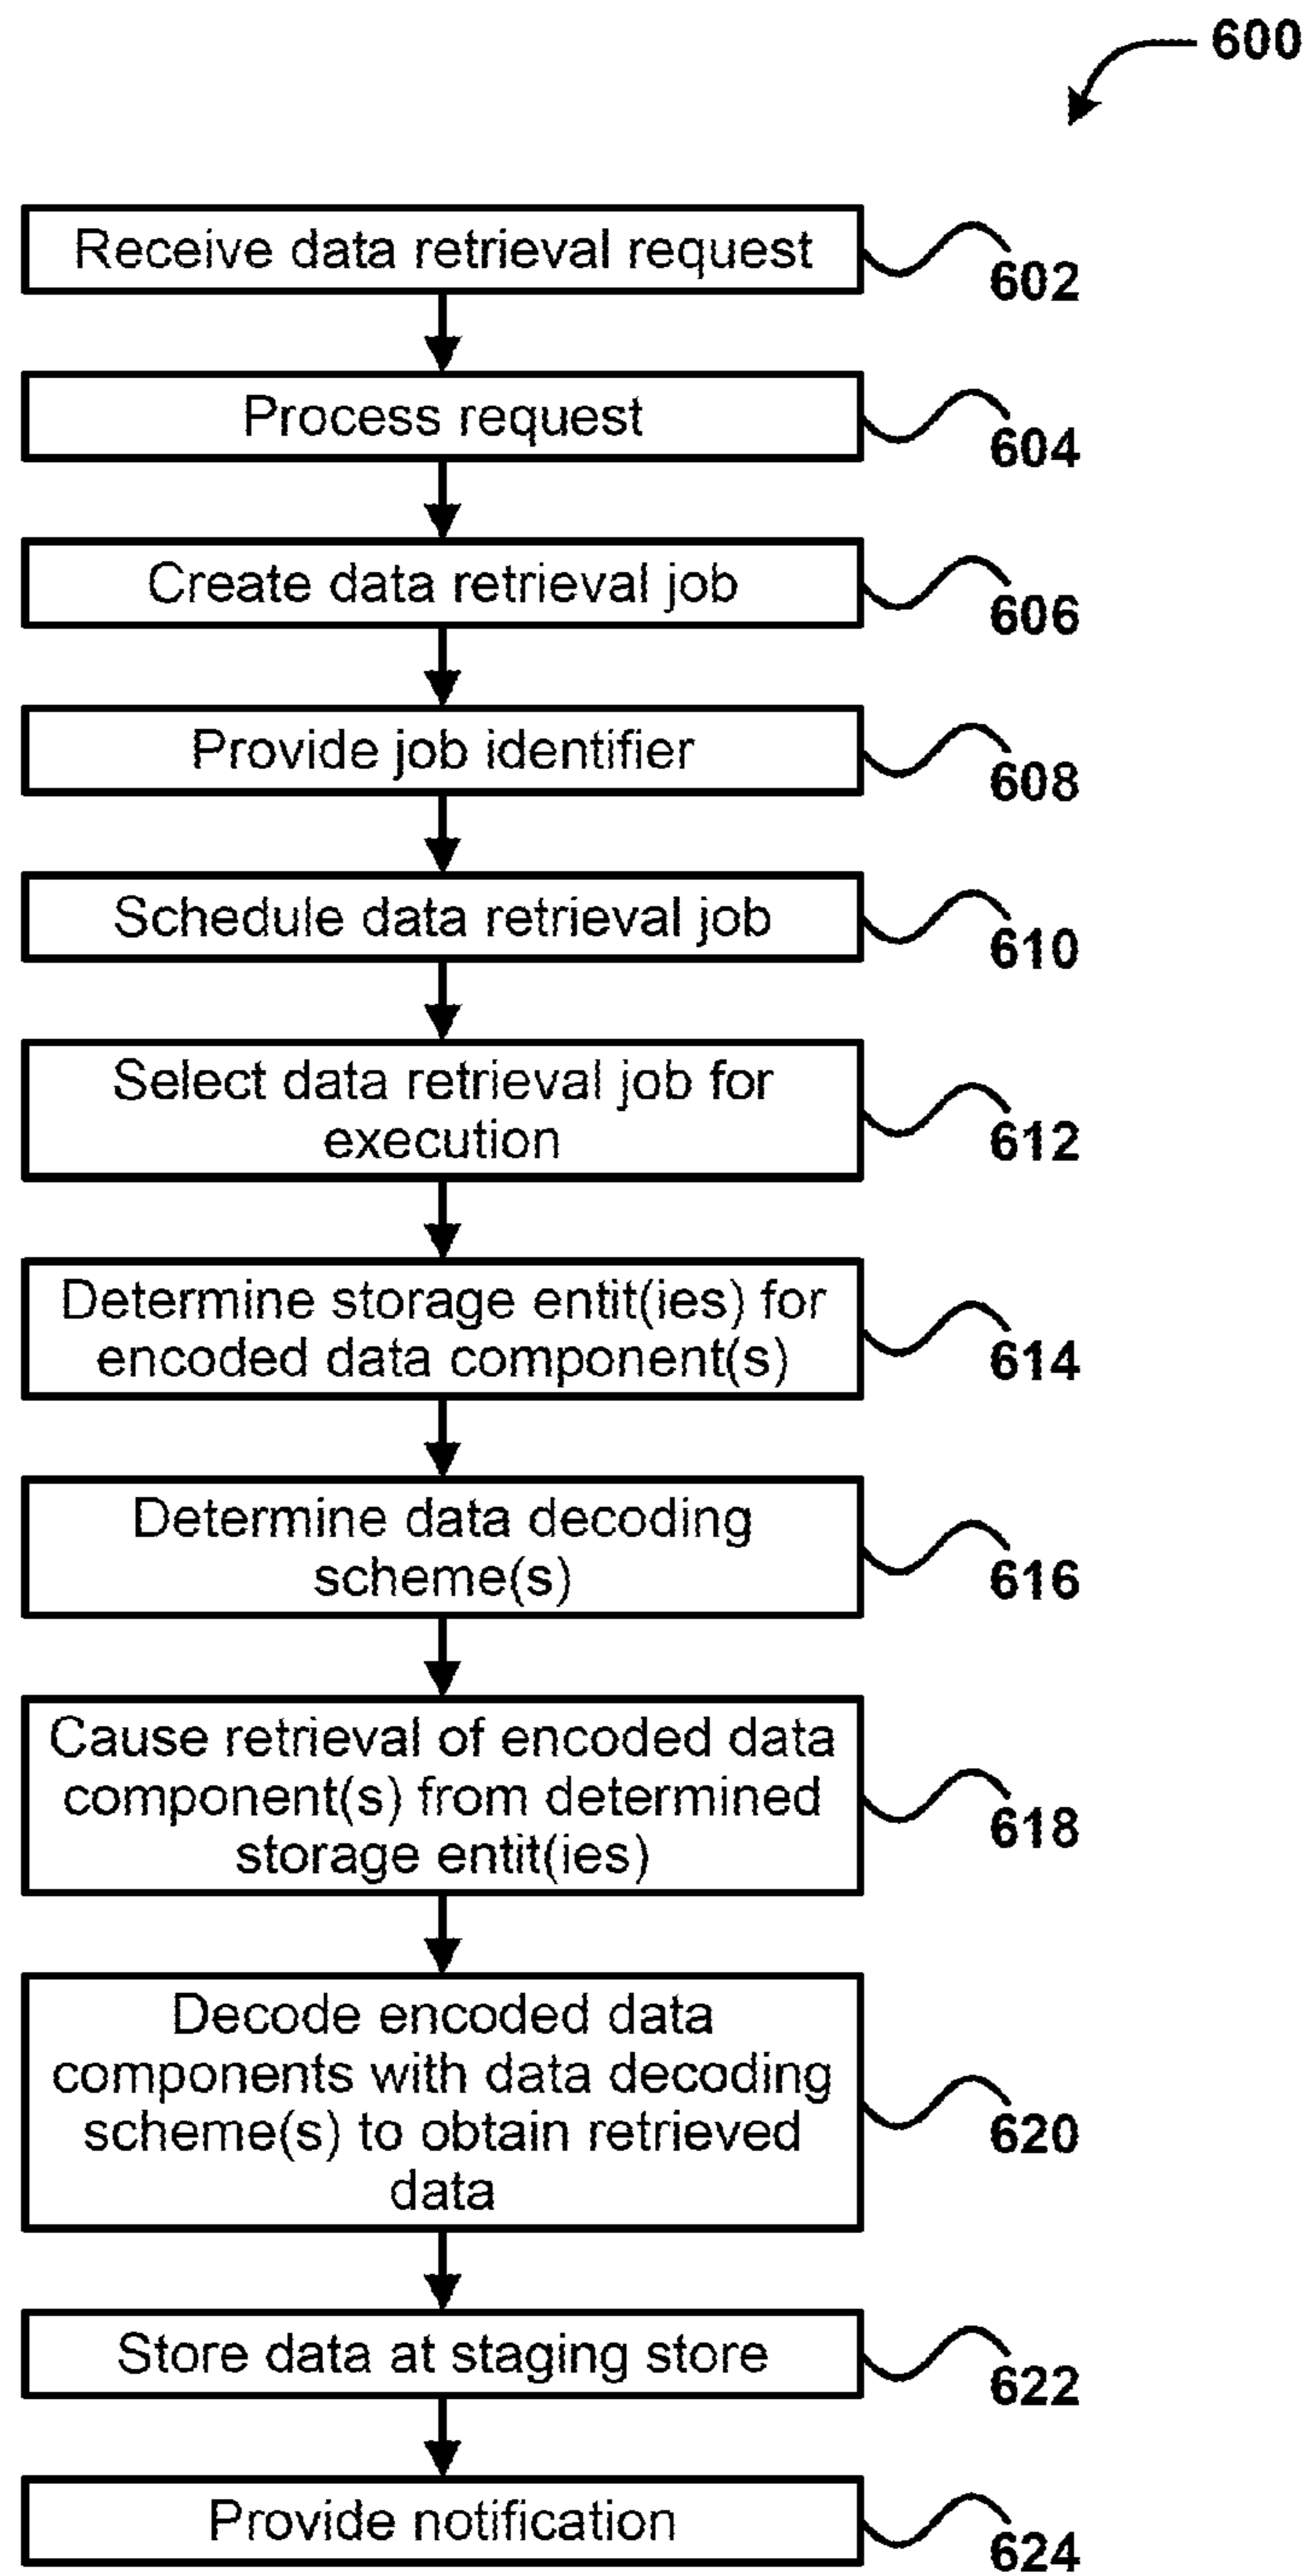 600
Receive data retrieval request
602
Process request
604
Create data retrieval job
606
Provide job identifier
608
Schedule data retrieval job
610
Select data retrieval job for
execution
612
Determine storage entit(ies) for
encoded data component(s)
614
Determine data decoding
scheme(s)
616
Cause retrieval of encoded data
component(s) from determined
storage entit(ies)
618
Decode encoded data
components with data decoding
scheme(s) to obtain retrieved
data
620
Store data at staging store
622
Provide notification
624